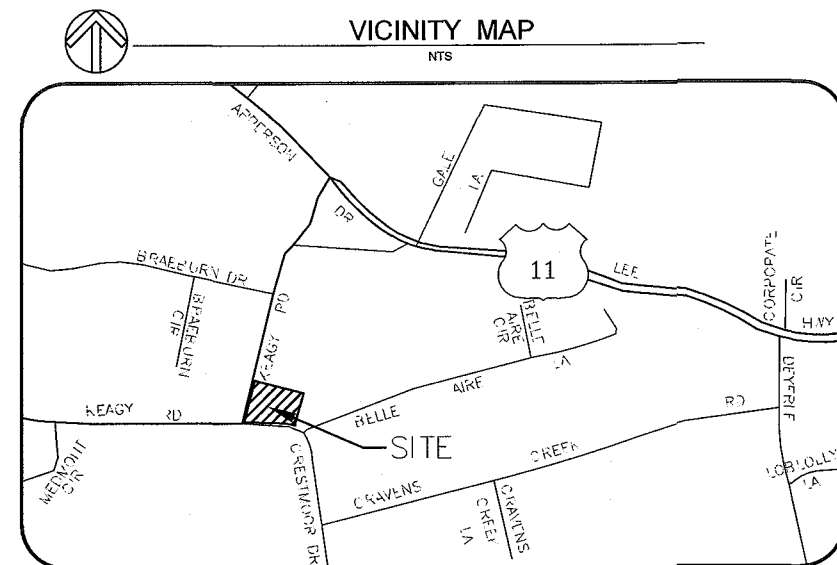 VICINITY MAP
NTS
APPERSON
DR
GALE
LA
11
LEE
HWY
CORPORATE
CIR
BRAEBURN DR
BRAEBURN
CIR
KEAGY
RD
BELLE
AIRE
CIR
BELLE
AIRE
LA
DEYERLE
RD
KEAGY
RD
SITE
MEDMONT
CIR
CRESTMOOR DR
CRAVENS
CREEK
CRAVENS
CREEK
LA
LOBLOLLY
LA